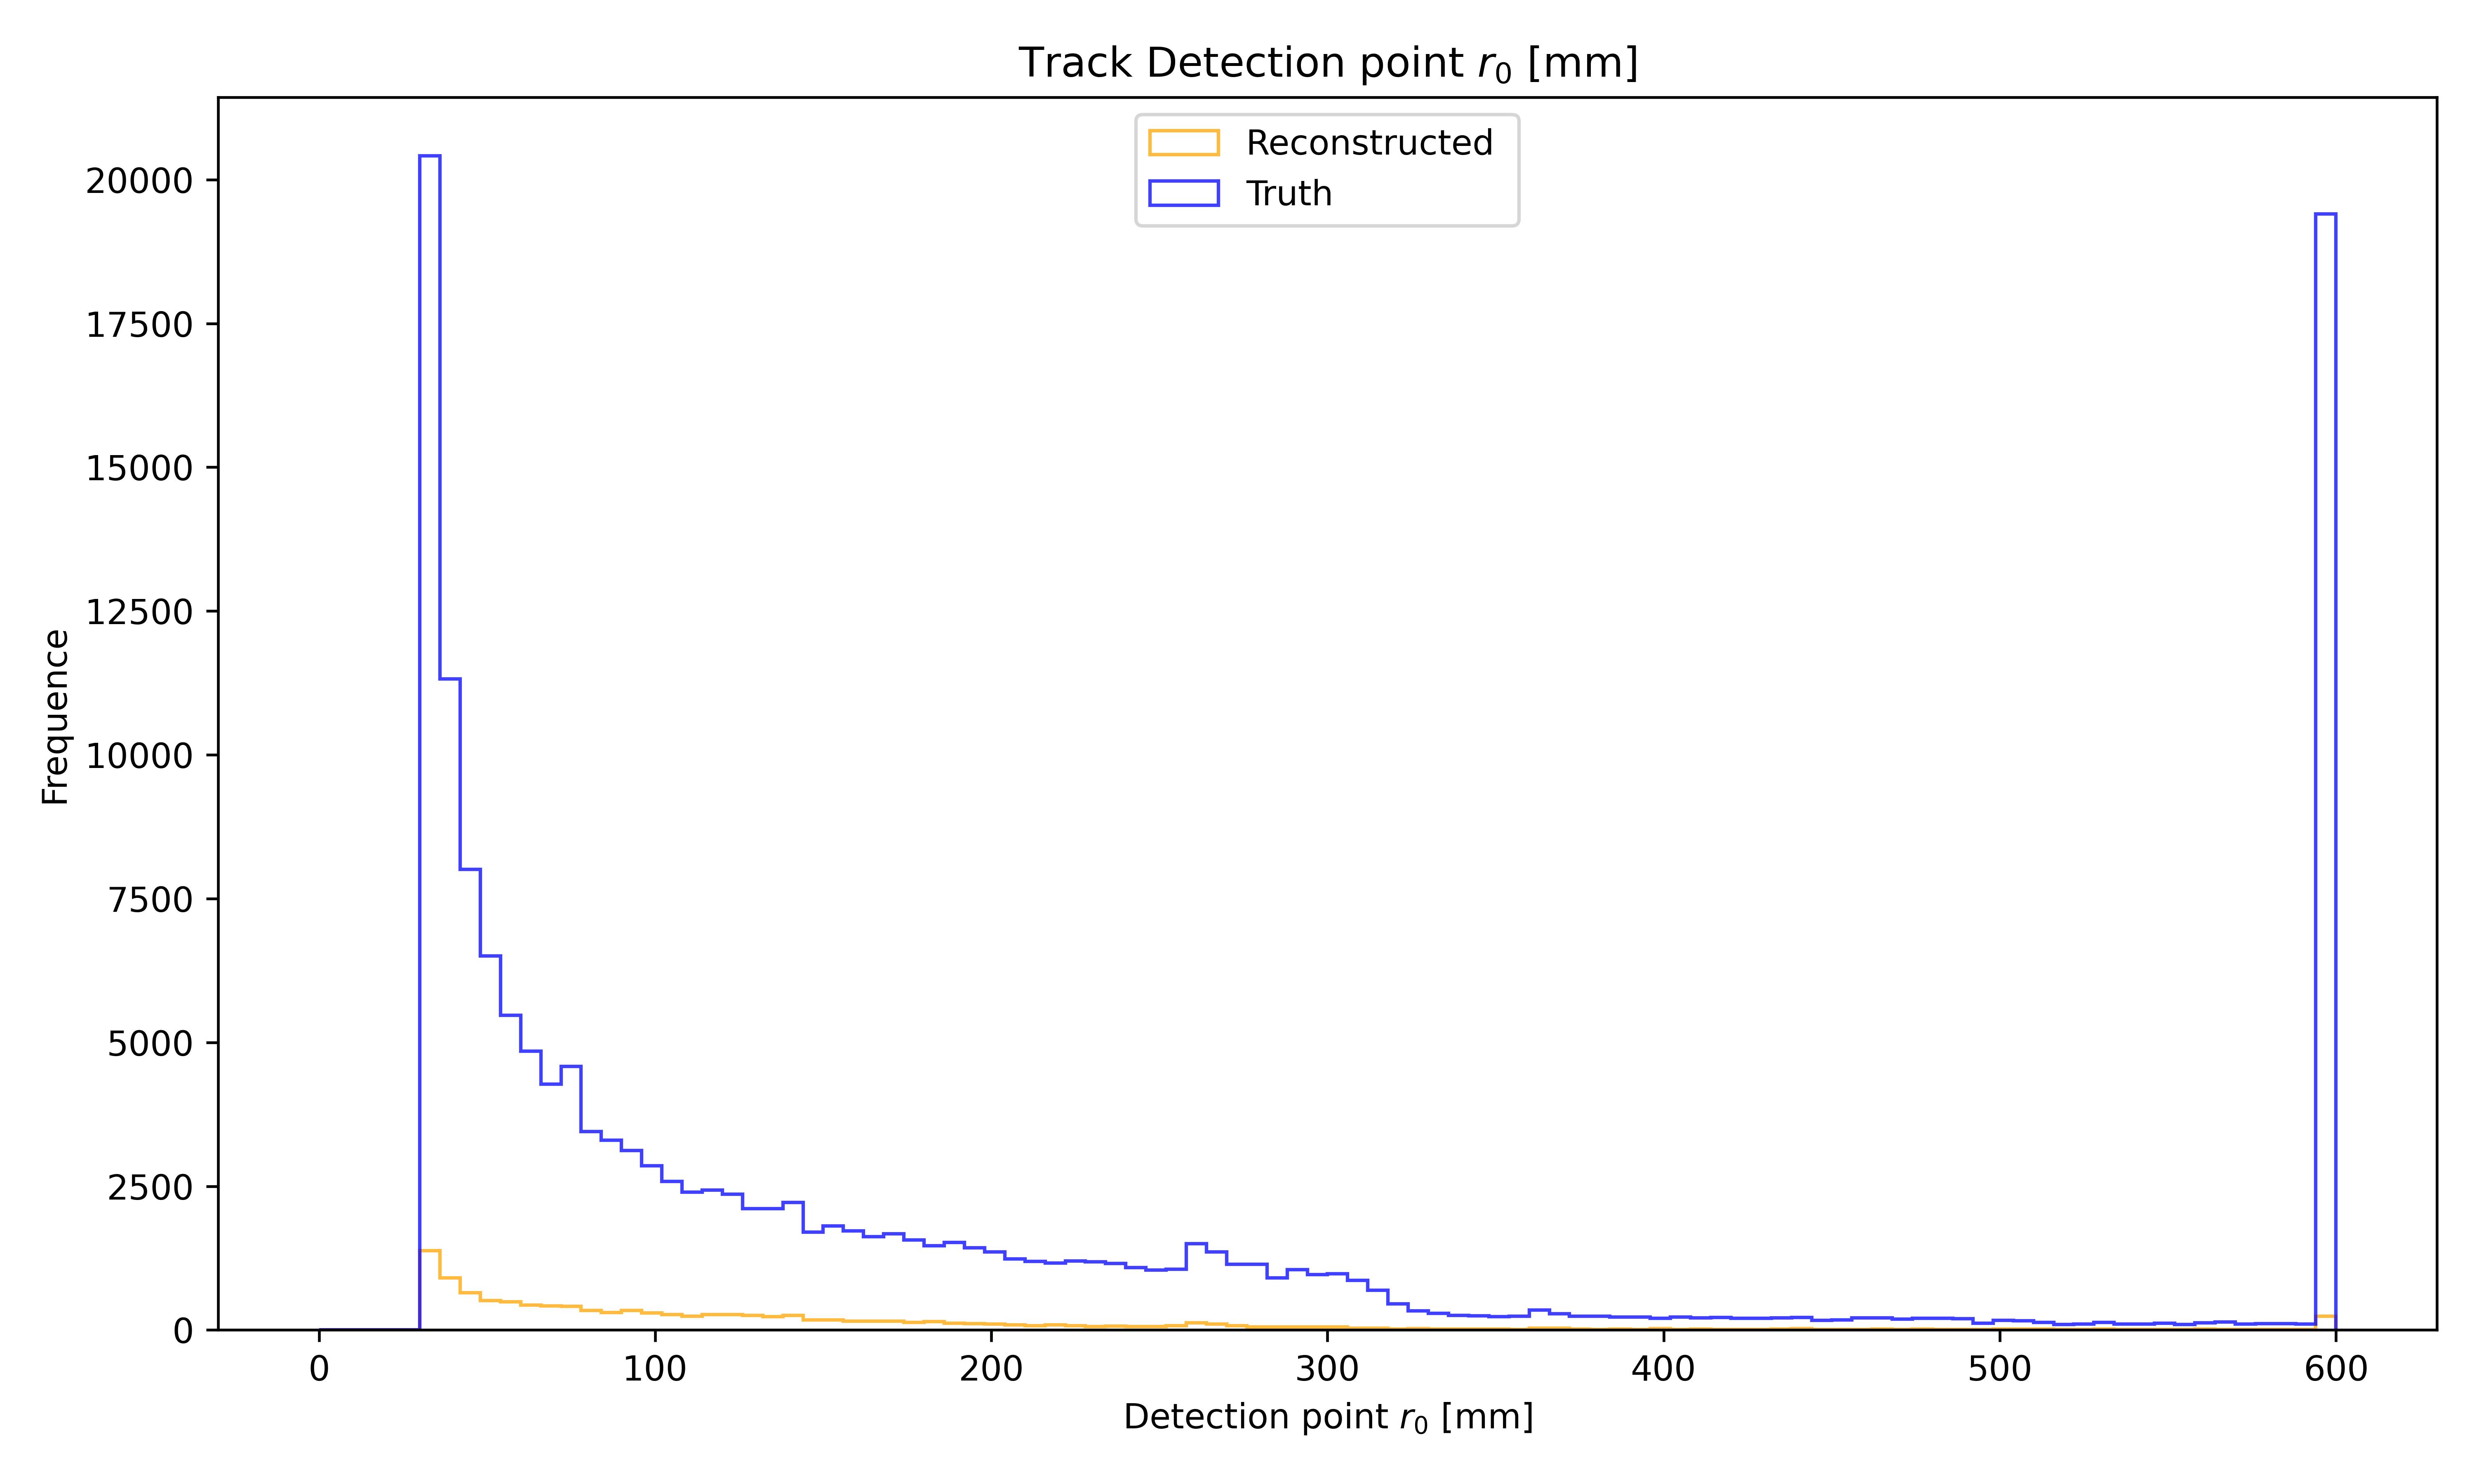 Track Detection point r₀ [mm]
Reconstructed
Truth
20000
17500
15000
12500
10000
7500
5000
2500
0
Frequence
0 100 200 300 400 500 600
Detection point r₀ [mm]